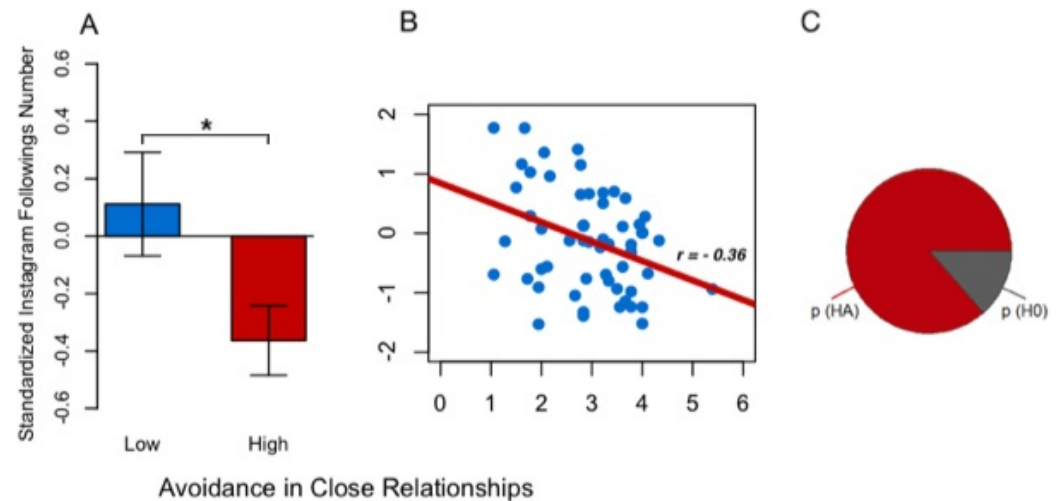 A
B
C
Standardized Instagram Followings Number
0.6
0.4
0.2
0.0
-0.2
-0.4
-0.6
*
Low
High
2
1
0
-1
-2
r = - 0.36
0 1 2 3 4 5 6
p (HA)
p (H0)
Avoidance in Close Relationships